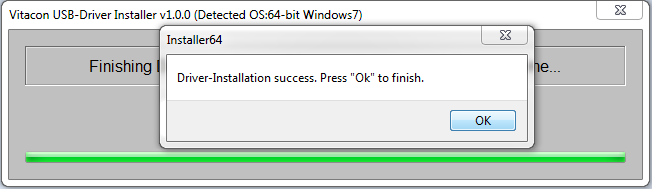 Vitacon USB-Driver Installer v1.0.0 (Detected OS:64-bit Windows7)
Installer64
Finishing
Driver-Installation success. Press "Ok" to finish.
OK